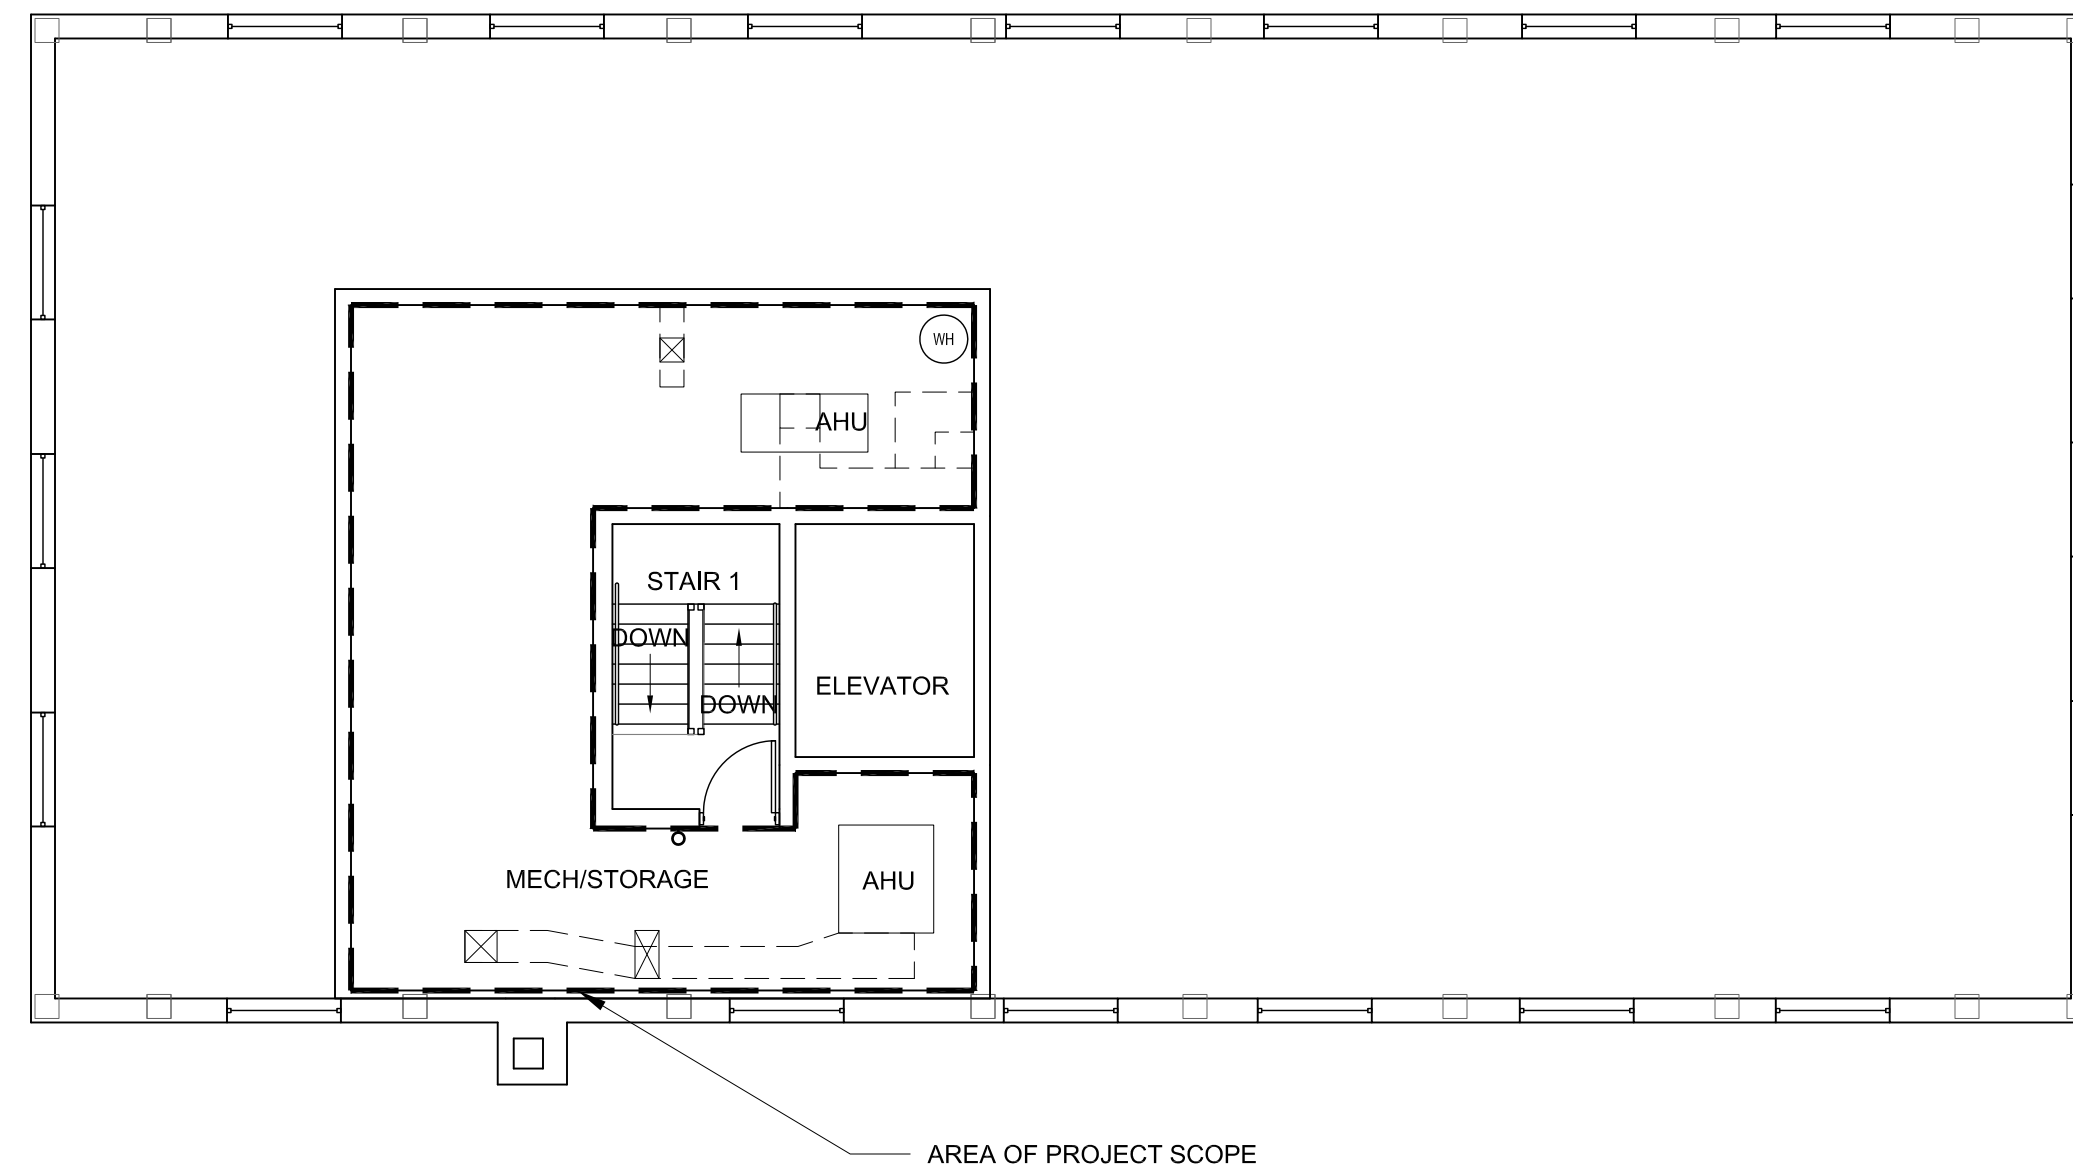 WH
AHU
STAIR 1
DOWN
ELEVATOR
DOWN
MECH/STORAGE
AHU
AREA OF PROJECT SCOPE